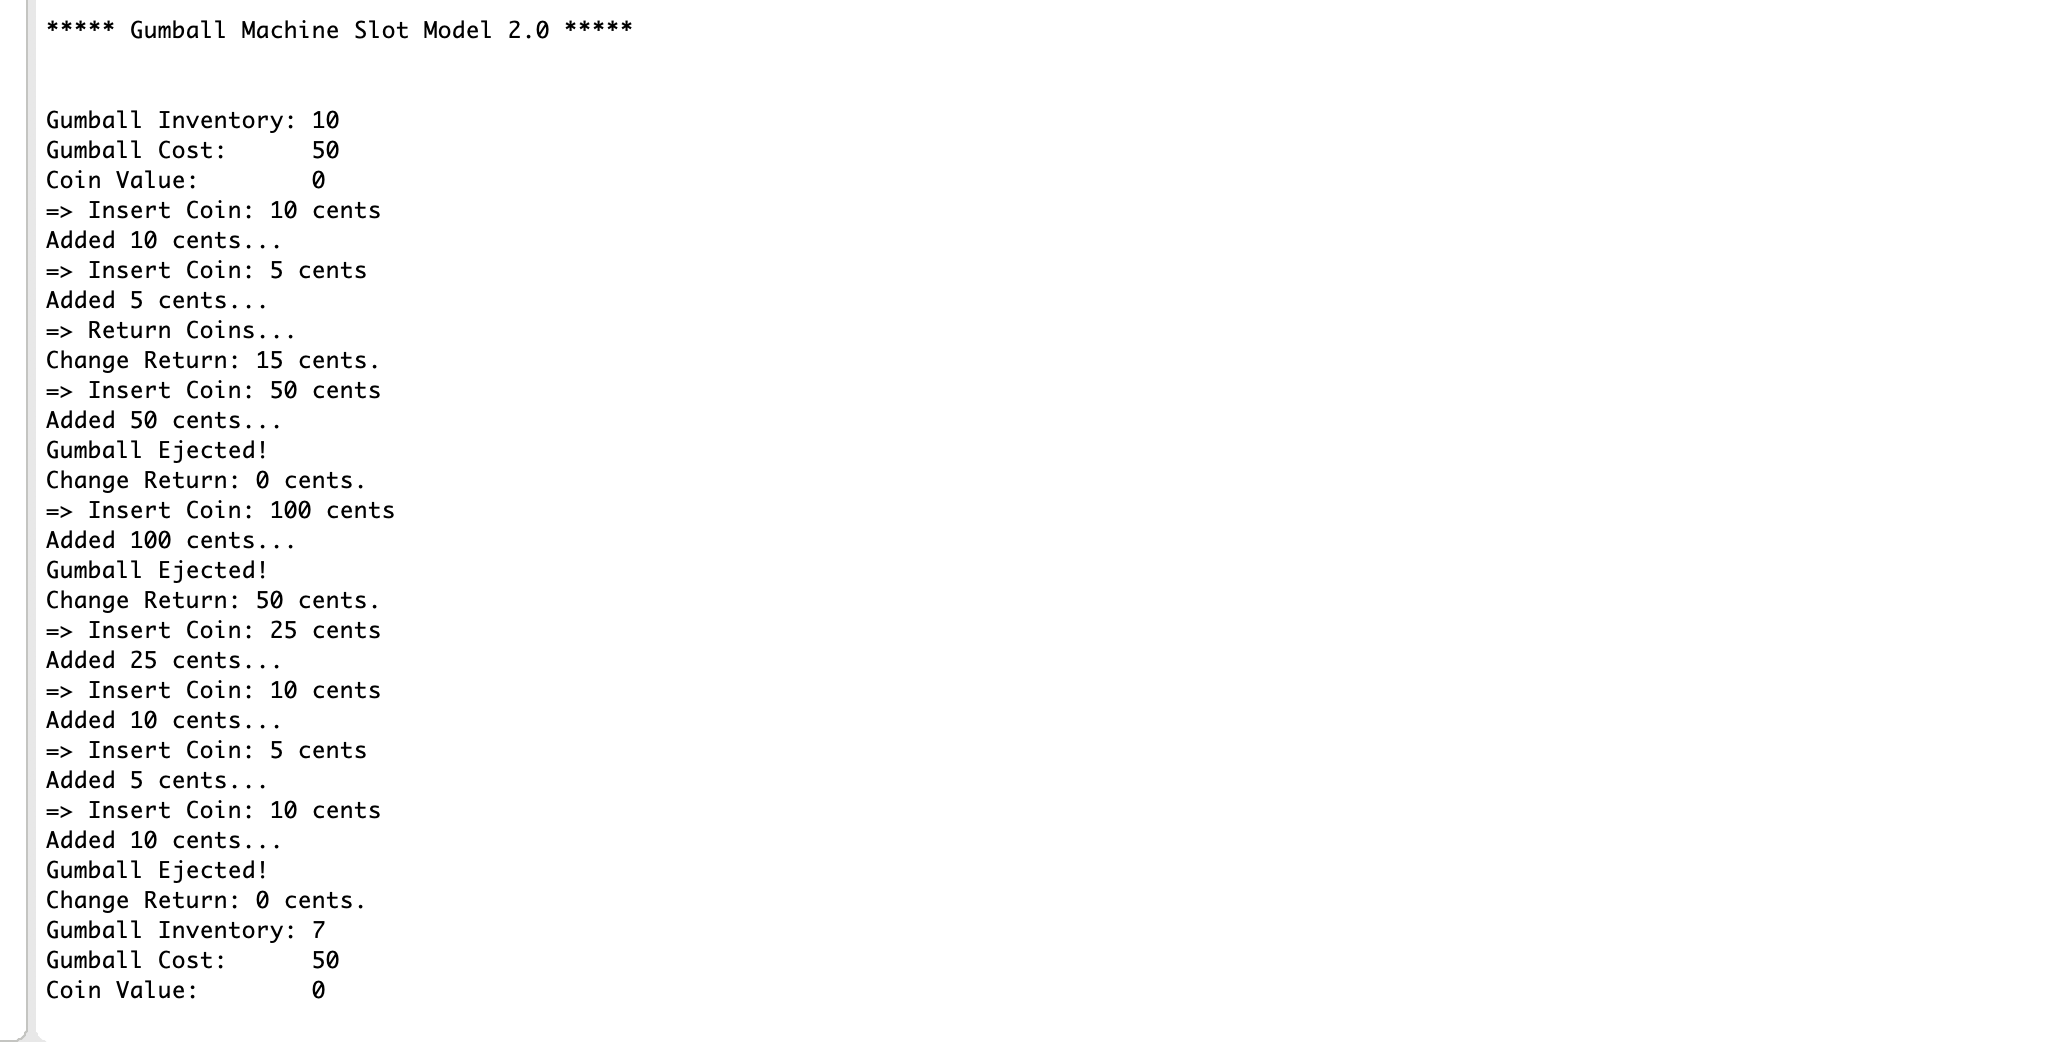 ***** Gumball Machine Slot Model 2.0 *****
Gumball Inventory: 10
Gumball Cost:      50
Coin Value:        0
=> Insert Coin: 10 cents
Added 10 cents...
=> Insert Coin: 5 cents
Added 5 cents...
=> Return Coins...
Change Return: 15 cents.
=> Insert Coin: 50 cents
Added 50 cents...
Gumball Ejected!
Change Return: 0 cents.
=> Insert Coin: 100 cents
Added 100 cents...
Gumball Ejected!
Change Return: 50 cents.
=> Insert Coin: 25 cents
Added 25 cents...
=> Insert Coin: 10 cents
Added 10 cents...
=> Insert Coin: 5 cents
Added 5 cents...
=> Insert Coin: 10 cents
Added 10 cents...
Gumball Ejected!
Change Return: 0 cents.
Gumball Inventory: 7
Gumball Cost:      50
Coin Value:        0